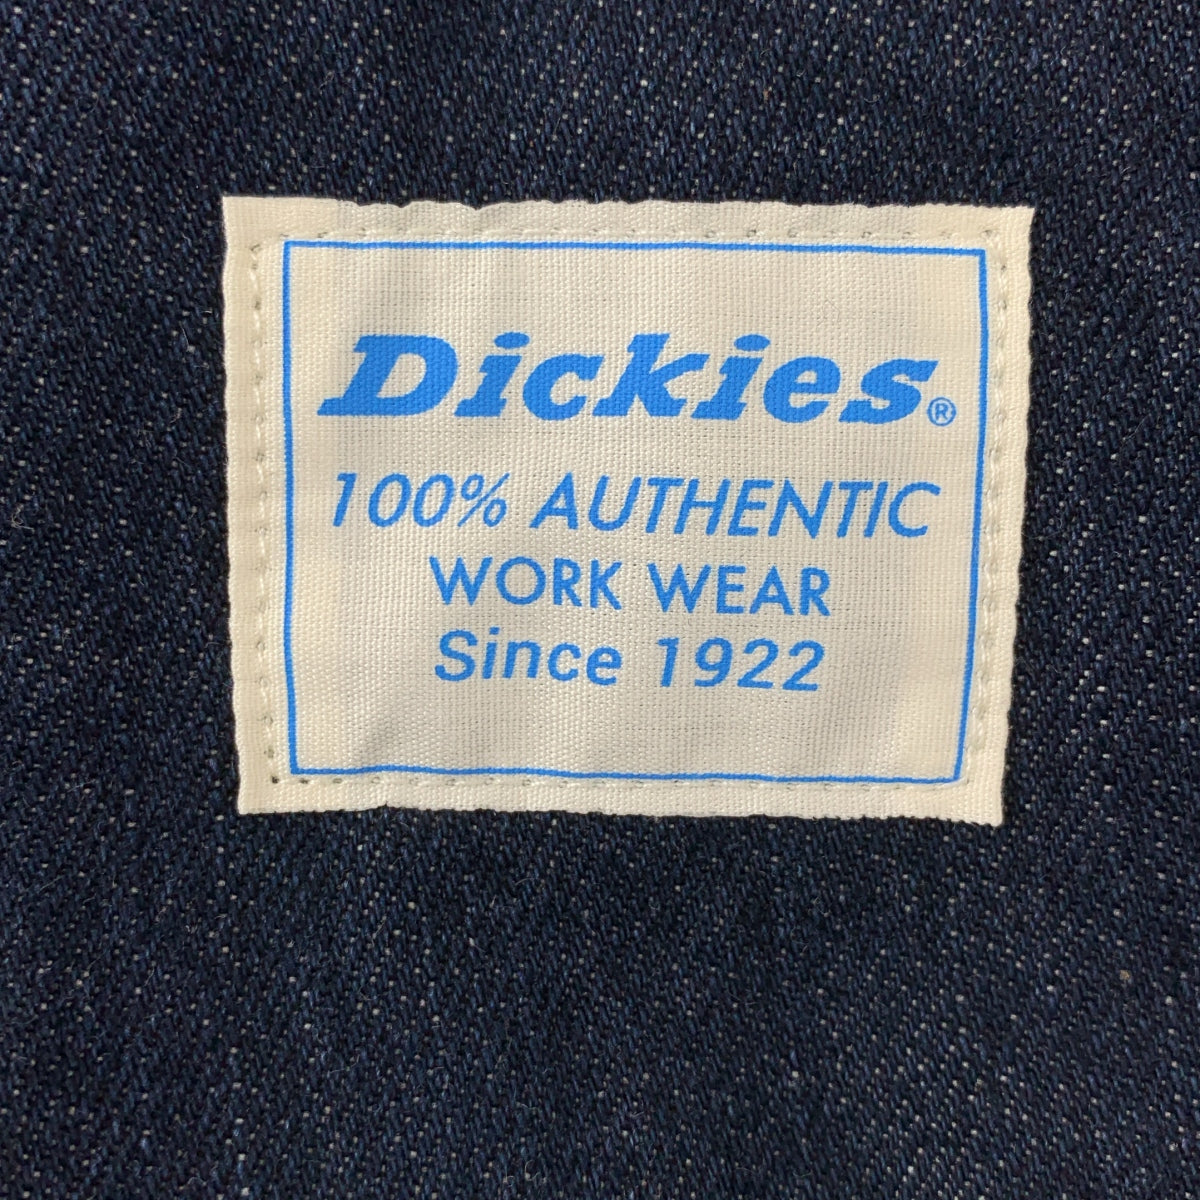 Dickies®
100% AUTHENTIC
WORK WEAR
Since 1922